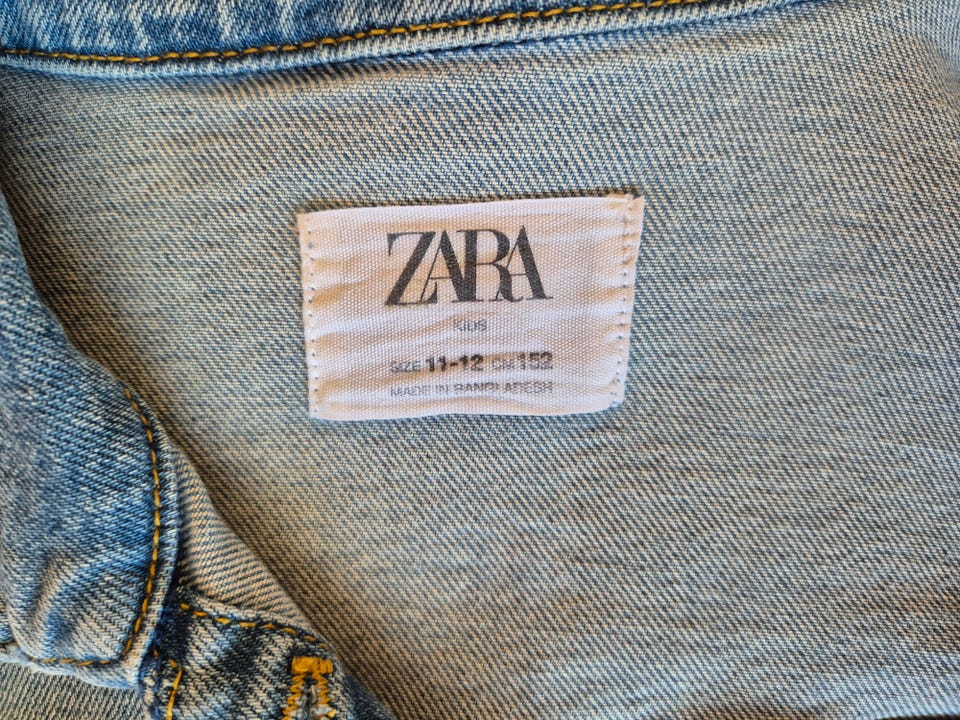 ZARA
KIDS
SIZE 11-12 CM 152
MADE IN BANGLADESH